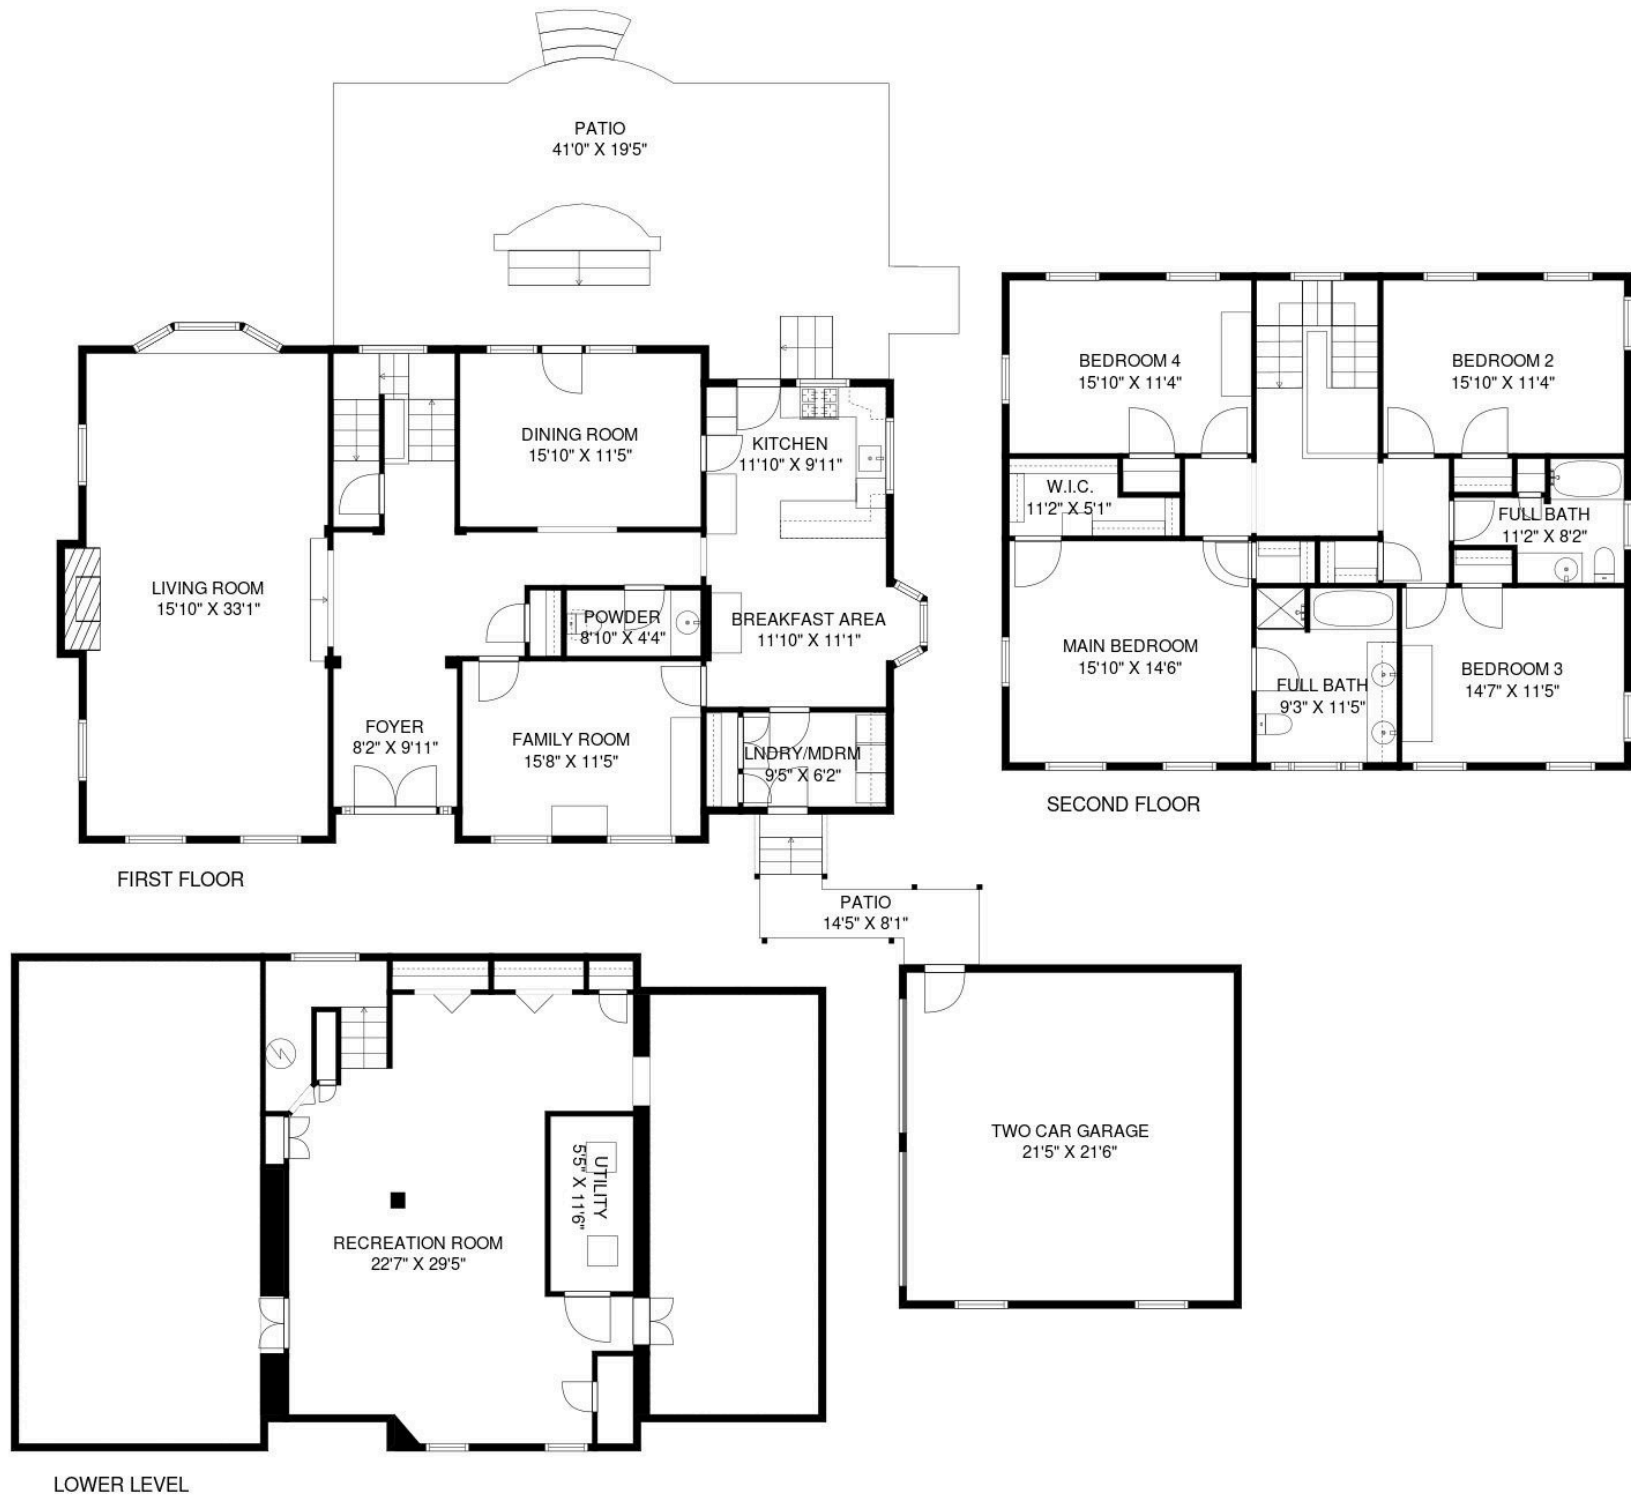 PATIO
41'0" X 19'5"
DINING ROOM
15'10" X 11'5"
KITCHEN
11'10" X 9'11"
LIVING ROOM
15'10" X 33'1"
POWDER
8'10" X 4'4"
BREAKFAST AREA
11'10" X 11'1"
FOYER
8'2" X 9'11"
FAMILY ROOM
15'8" X 11'5"
LNDRY/MDRM
9'5" X 6'2"
FIRST FLOOR
PATIO
14'5" X 8'1"
BEDROOM 4
15'10" X 11'4"
BEDROOM 2
15'10" X 11'4"
W.I.C.
11'2" X 5'1"
FULL BATH
11'2" X 8'2"
MAIN BEDROOM
15'10" X 14'6"
FULL BATH
9'3" X 11'5"
BEDROOM 3
14'7" X 11'5"
SECOND FLOOR
UTILITY
5'5" X 11'6"
RECREATION ROOM
22'7" X 29'5"
TWO CAR GARAGE
21'5" X 21'6"
LOWER LEVEL